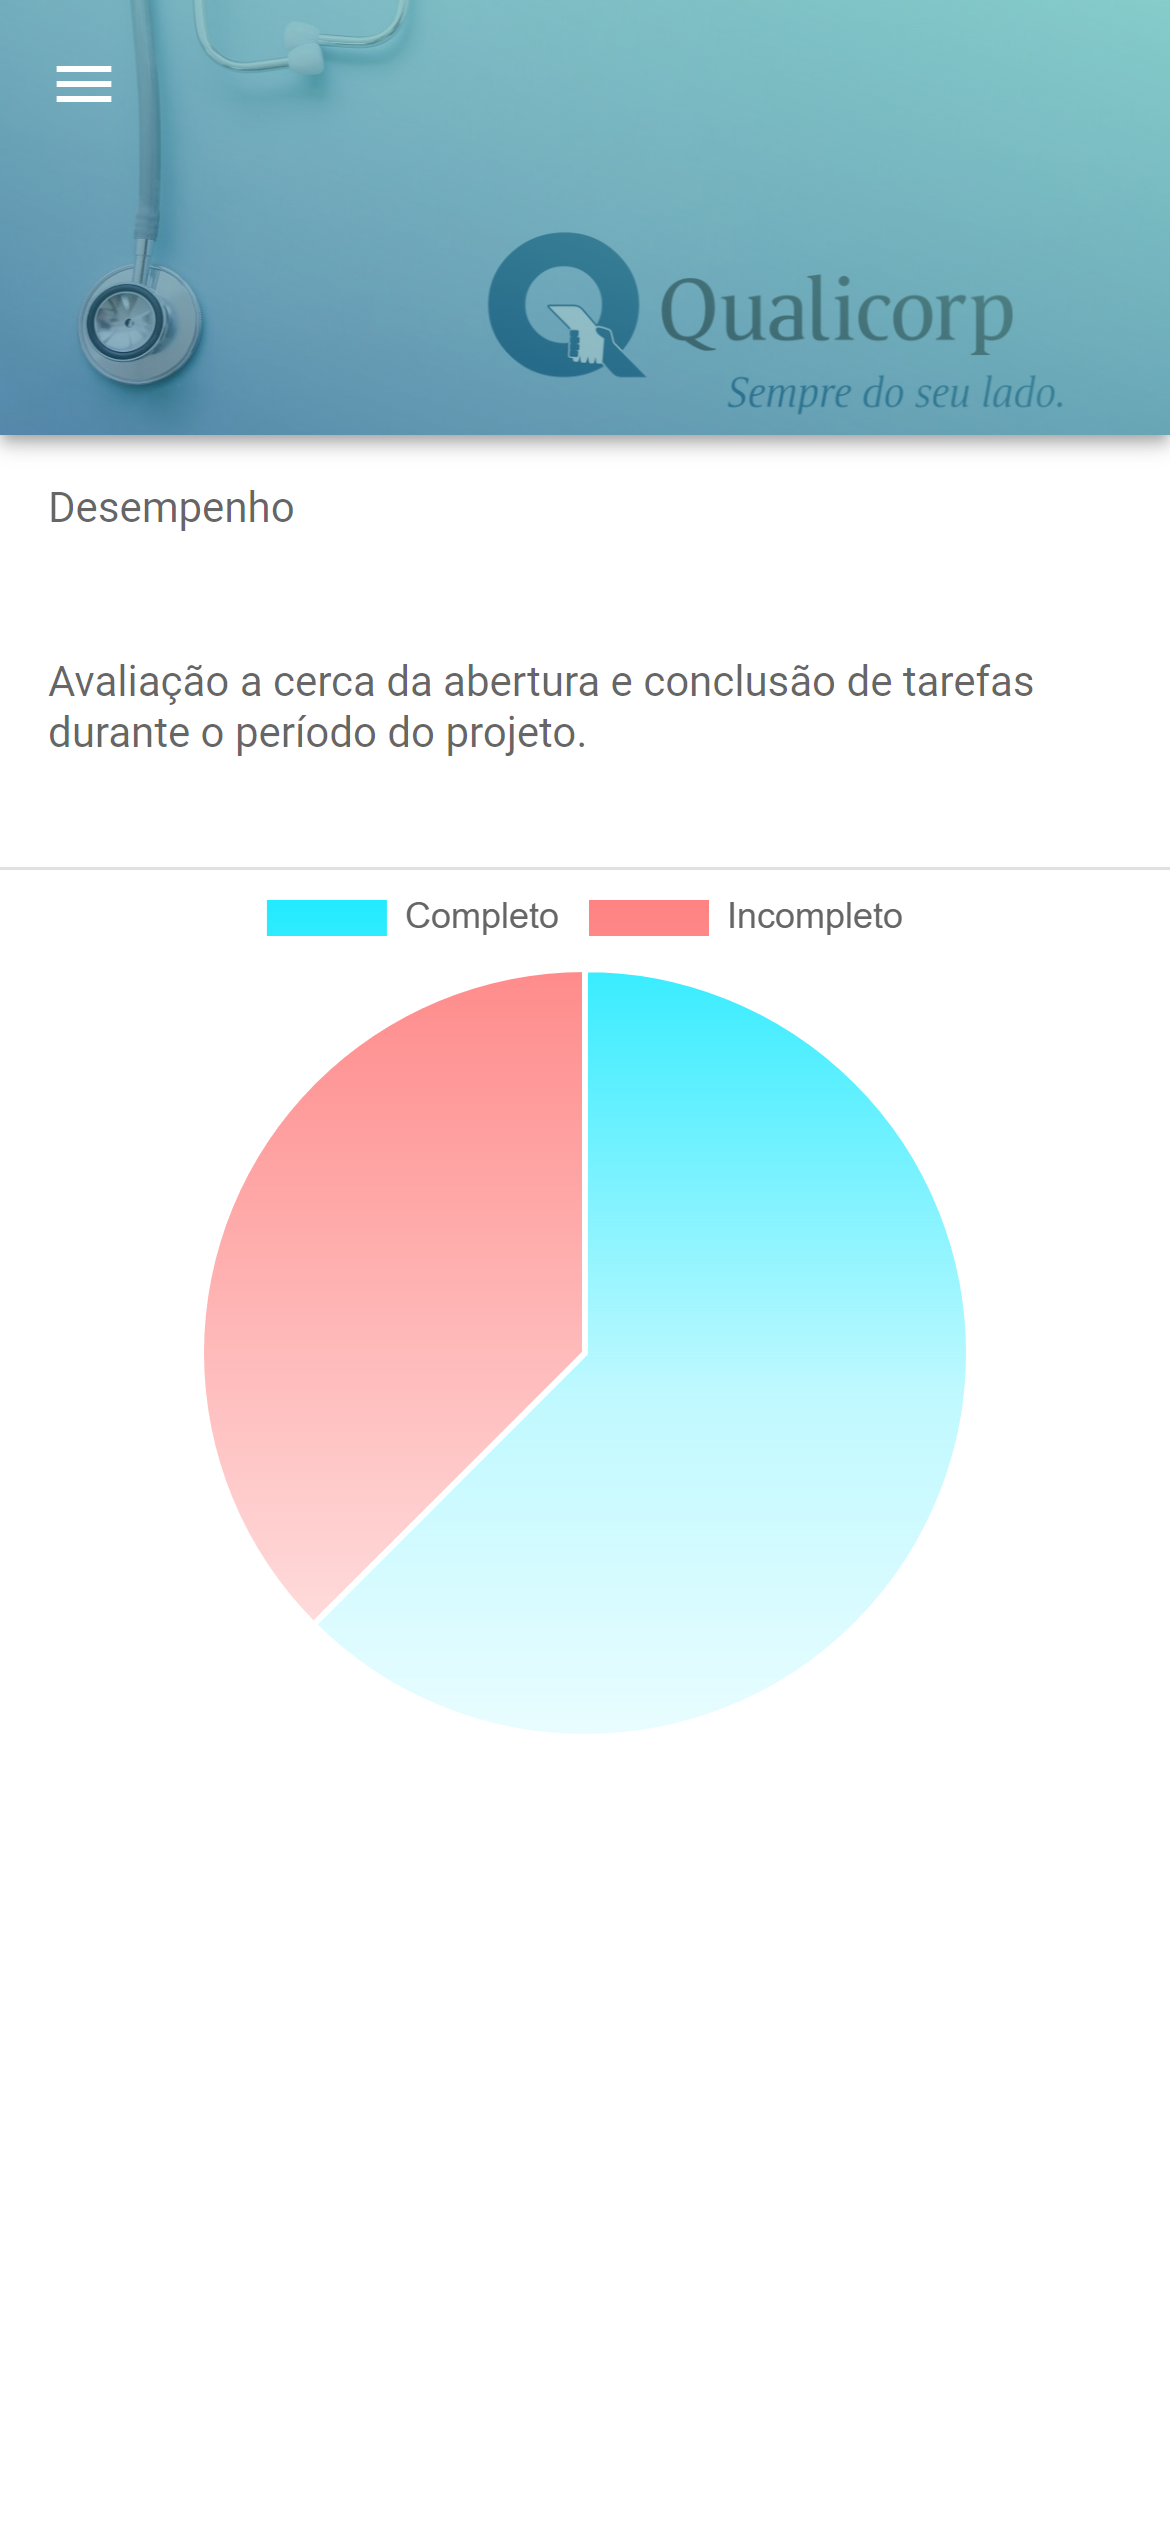 Qualicorp
Sempre do seu lado.
Desempenho
Avaliação a cerca da abertura e conclusão de tarefas
durante o período do projeto.
Completo Incompleto